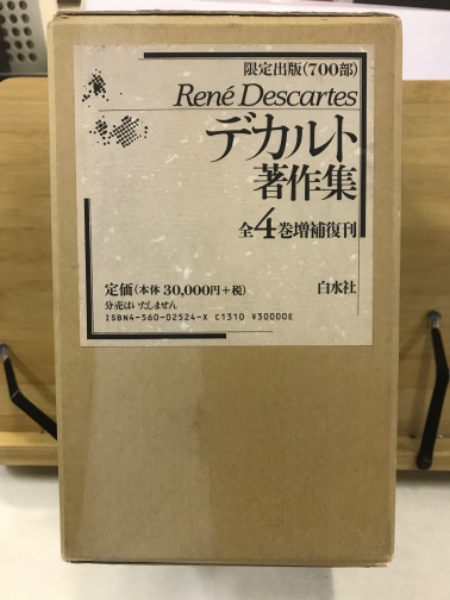 限定出版(700部)
René Descartes
デカルト
著作集
全4巻増補復刊
定価(本体 30,000円+税)
白水社
分売はいたしません
ISBN4-560-02524-X C1310 ¥30000E